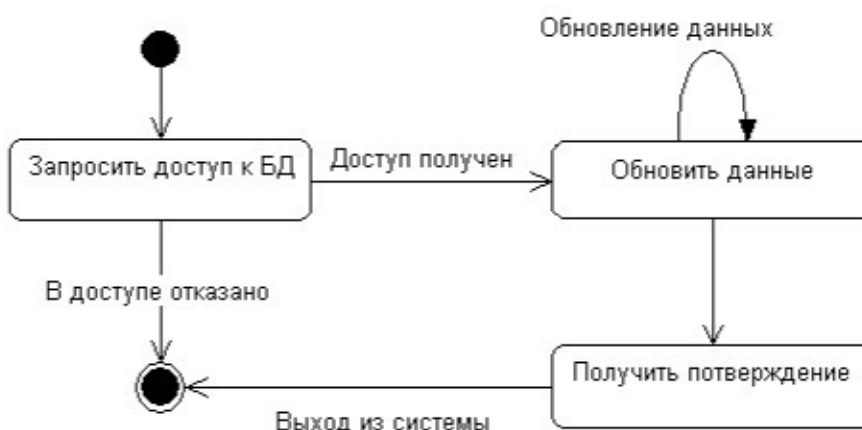 Обновление данных
Запросить доступ к БД
Доступ получен
Обновить данные
В доступе отказано
Получить потверждение
Выход из системы